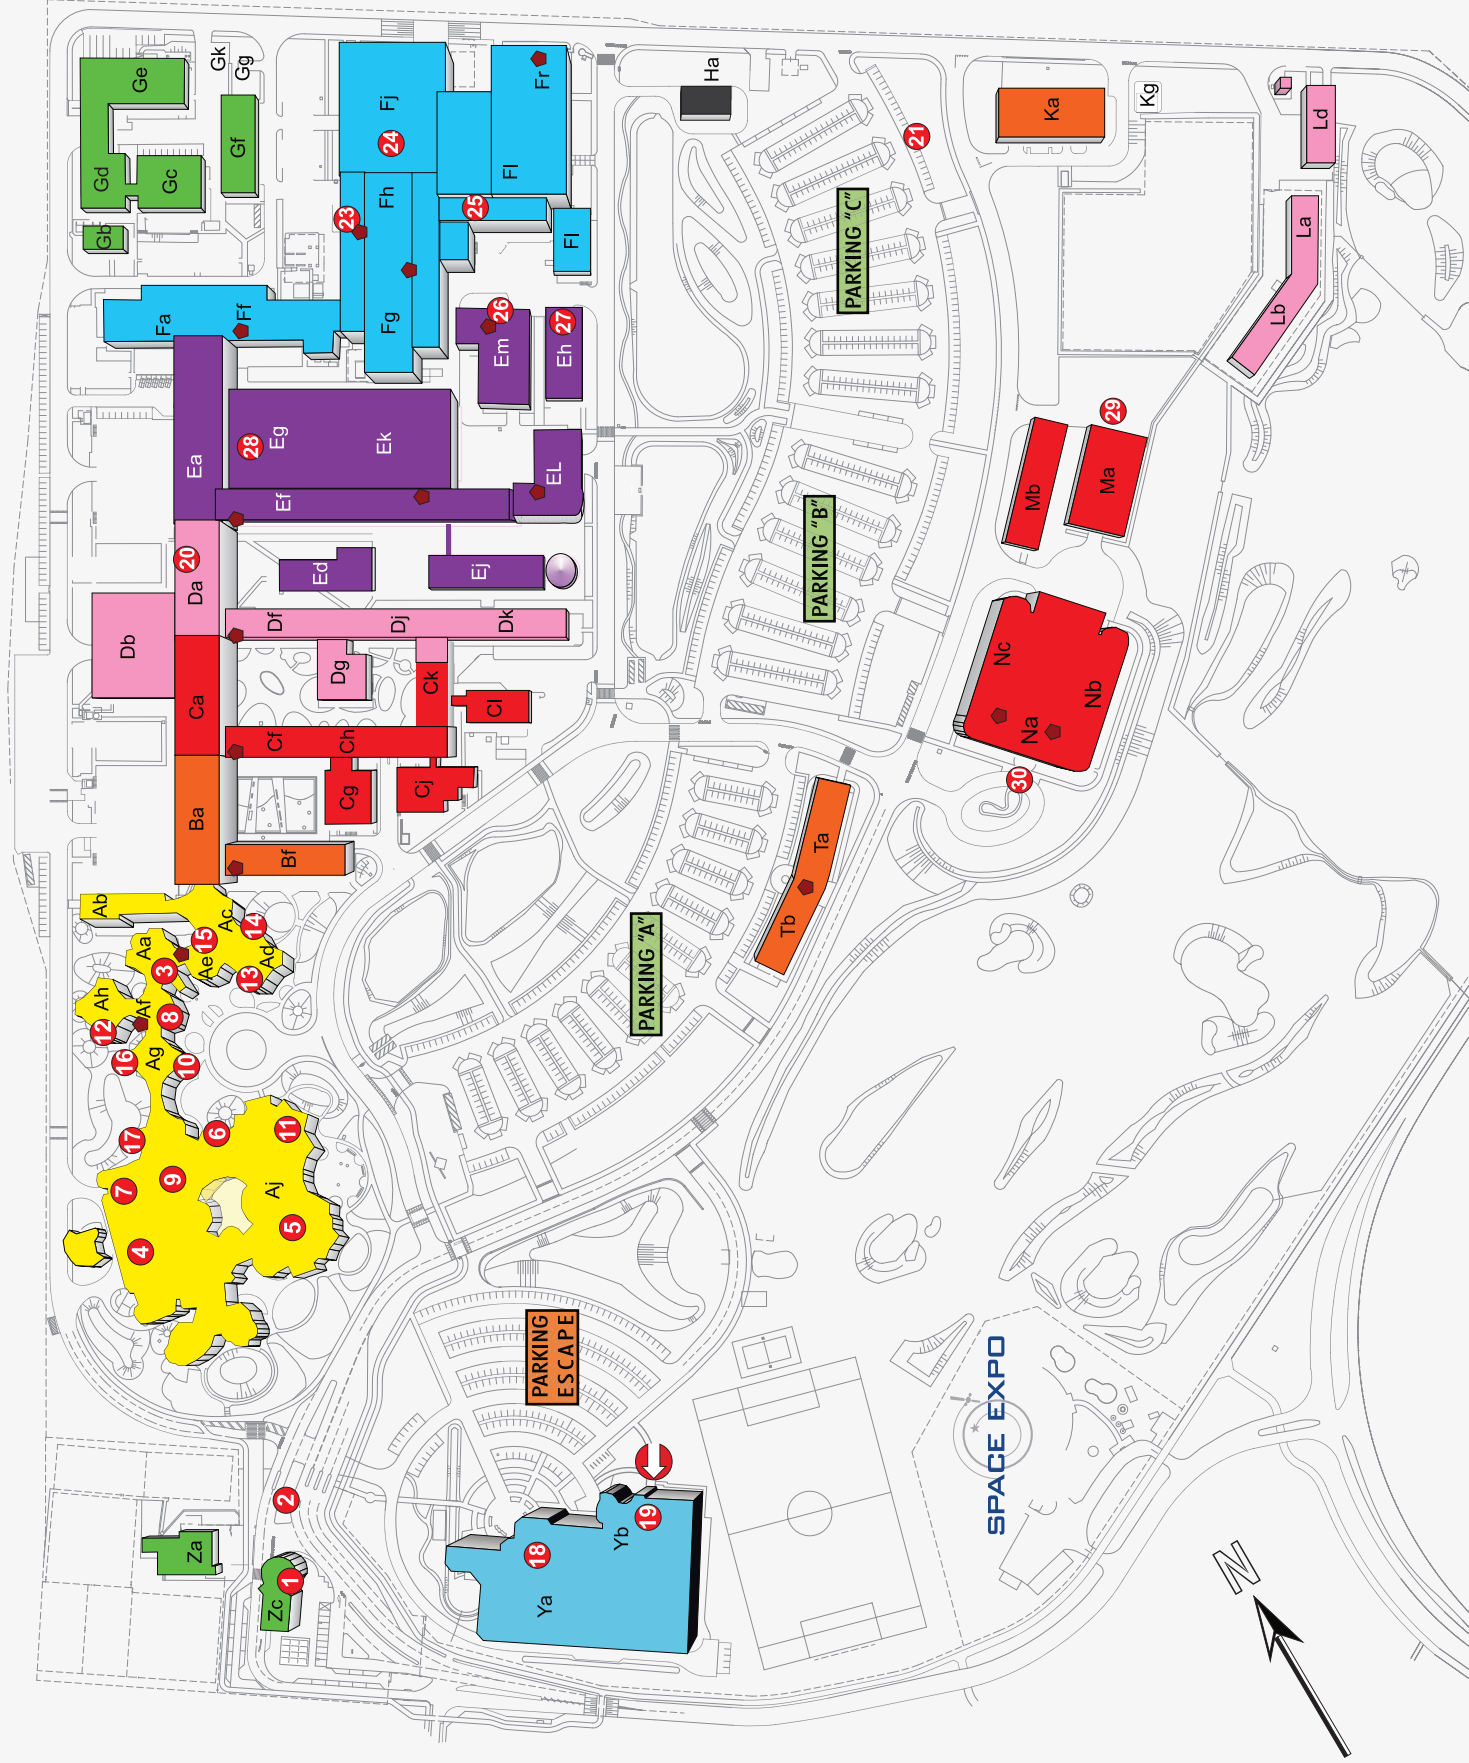 Ge
Gd
Gc
Gb
Gk
Gg
Gf
Fj
24
Fr
Fh
23
25
Fl
Fl
Fa
Ff
Fg
26
Em
27
Eh
Ha
21
PARKING "C"
Ka
Kg
Ld
La
Lb
Ea
28
Eg
Ek
Ef
EL
20
Da
Ed
Ej
Db
Df
Dj
Dk
Dg
PARKING "B"
29
Mb
Ma
Nc
Na
Nb
30
Ca
Cf
Ch
Ck
Cl
Cg
Cj
Ba
Bf
Ta
Tb
PARKING "A"
Ab
Ac
14
Aa
15
Ae
Ad
13
3
Ah
12
Af
8
16
Ag
10
17
6
11
7
9
Aj
4
5
PARKING
ESCAPE
SPACE EXPO
2
Za
Zc
1
18
Ya
Yb
19
N